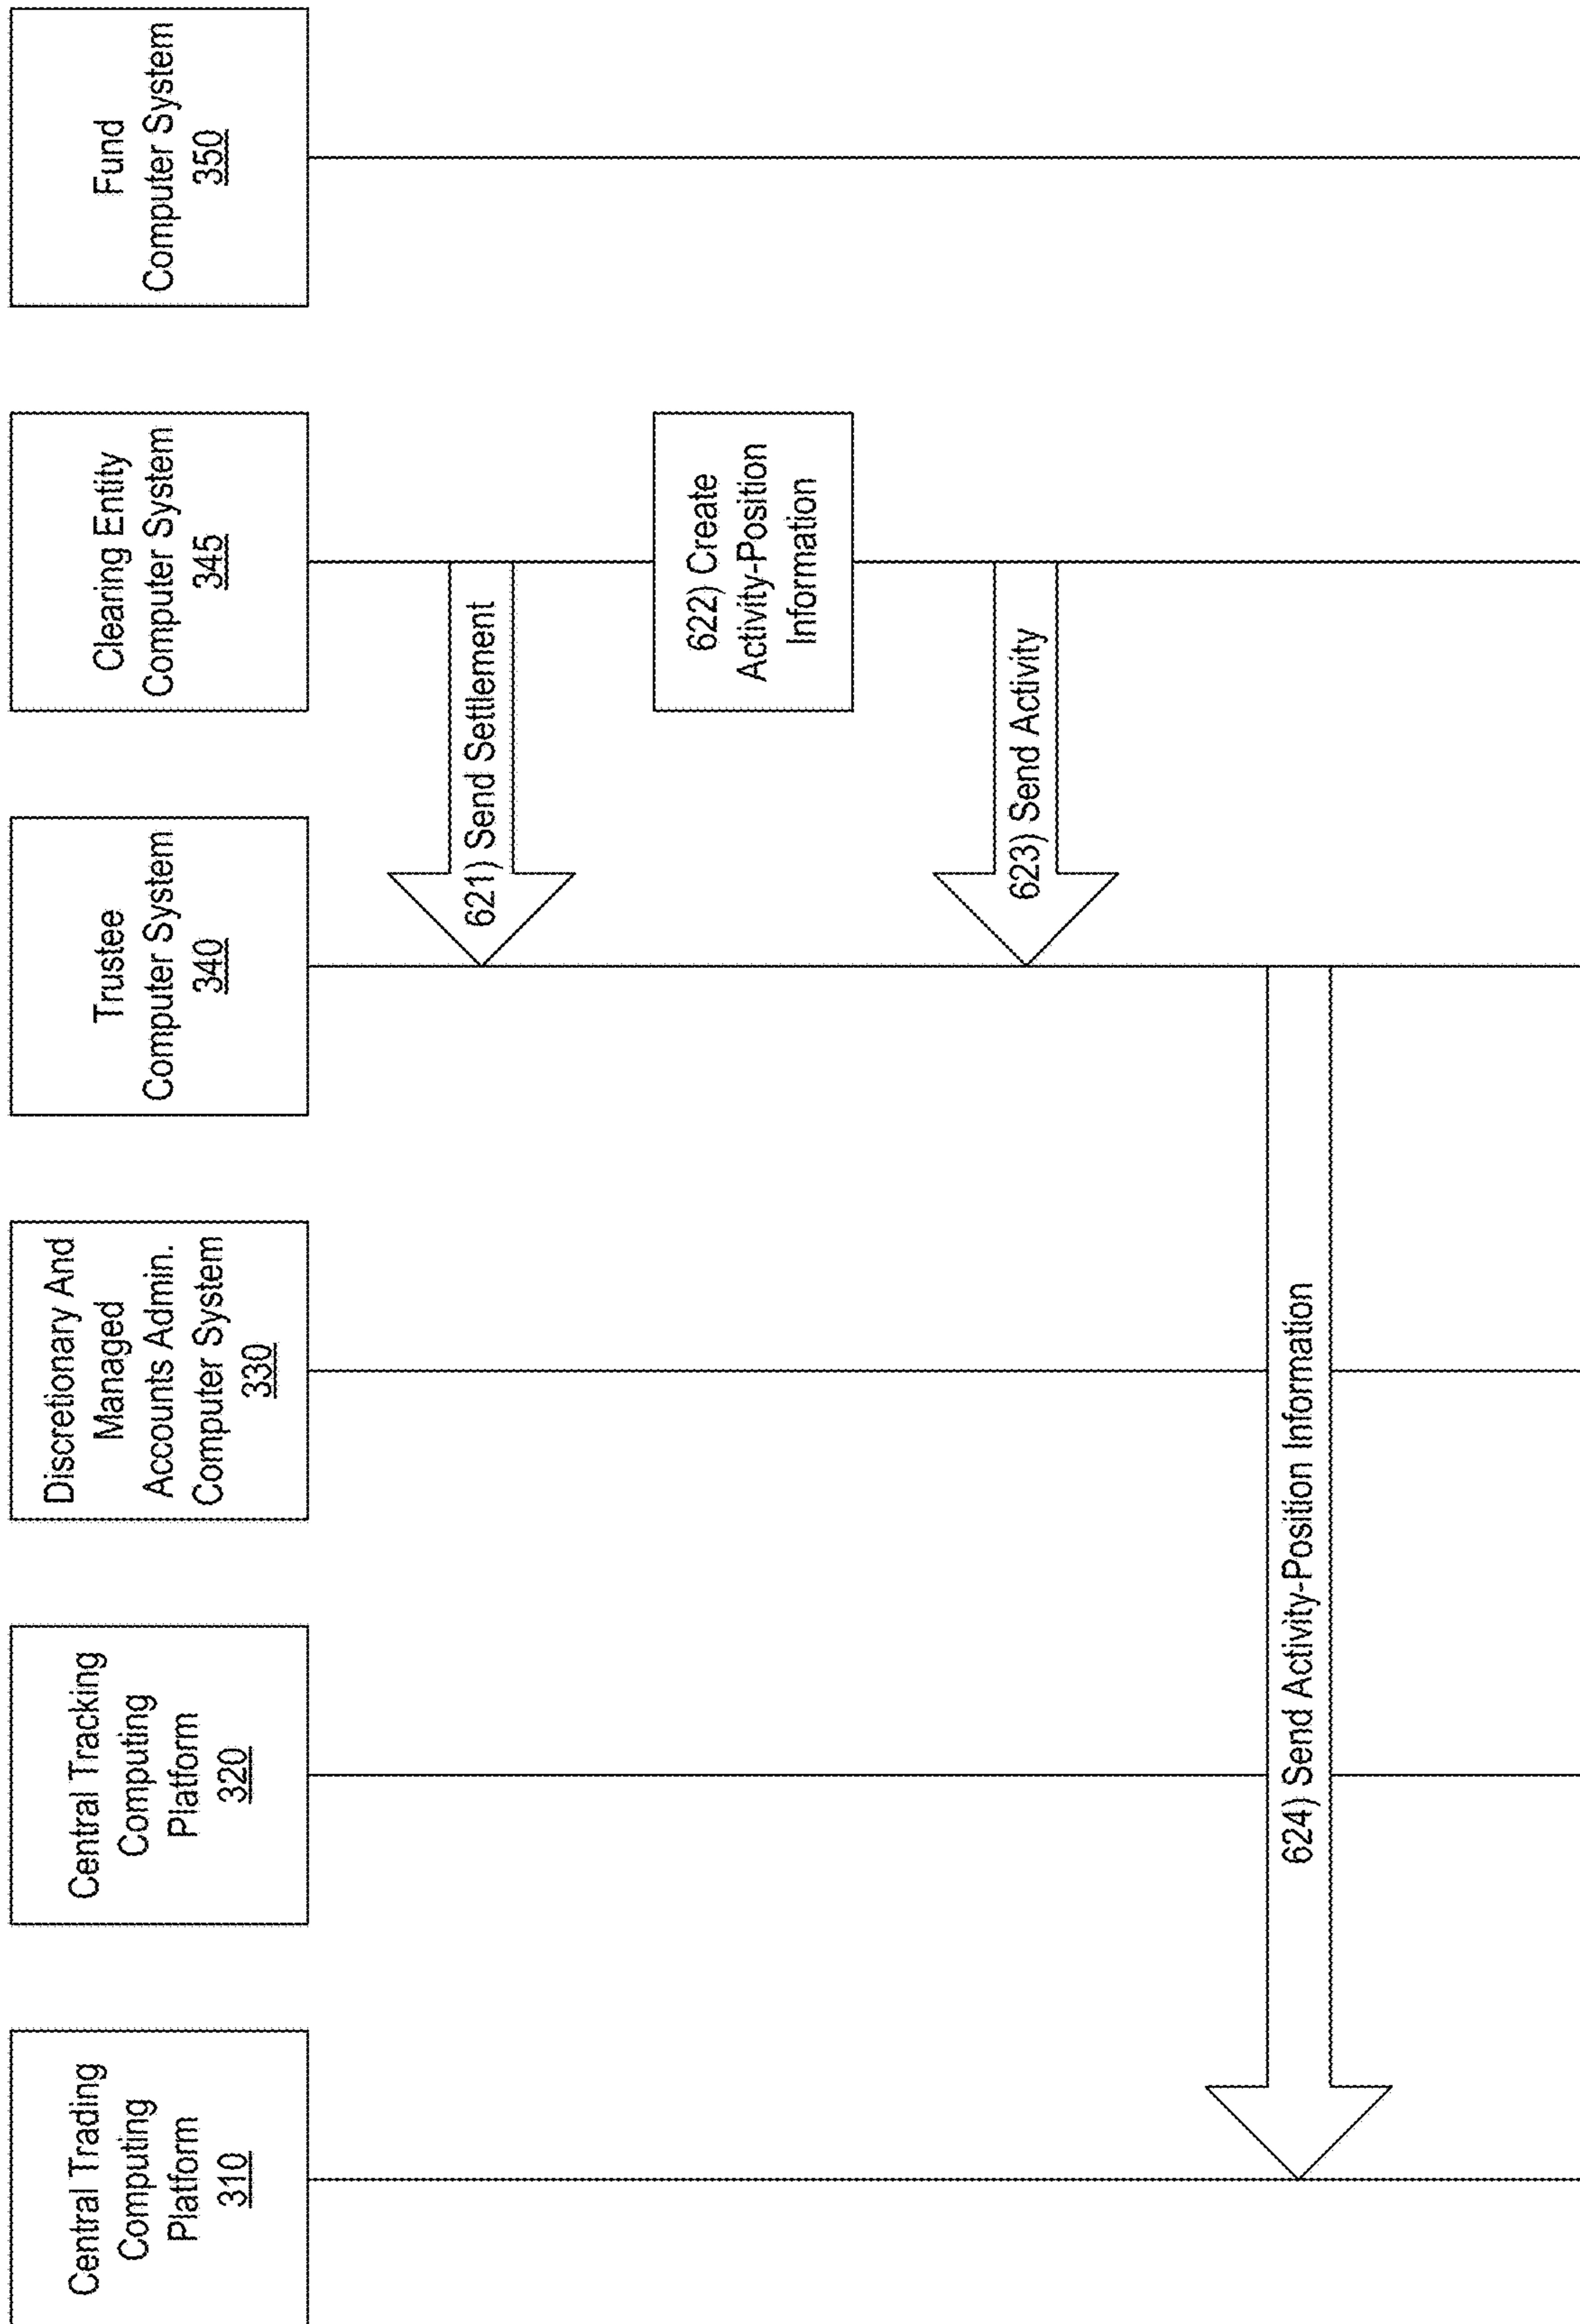 Central Trading
Computing
Platform
310
Central Tracking
Computing
Platform
320
Discretionary And
Managed
Accounts Admin.
Computer System
330
Trustee
Computer System
340
Clearing Entity
Computer System
345
Fund
Computer System
350
621) Send Settlement
622) Create
Activity-Position
Information
623) Send Activity
624) Send Activity-Position Information